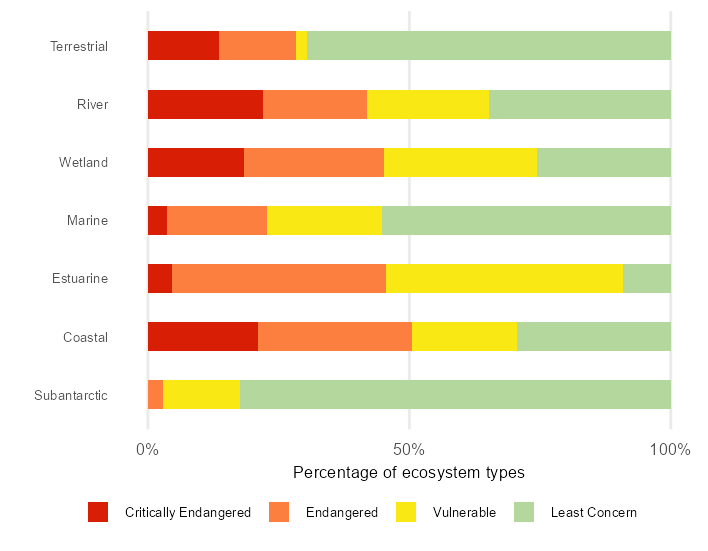 Terrestrial
River
Wetland
Marine
Estuarine
Coastal
Subantarctic
0% 50% 100%
Percentage of ecosystem types
Critically Endangered Endangered Vulnerable Least Concern